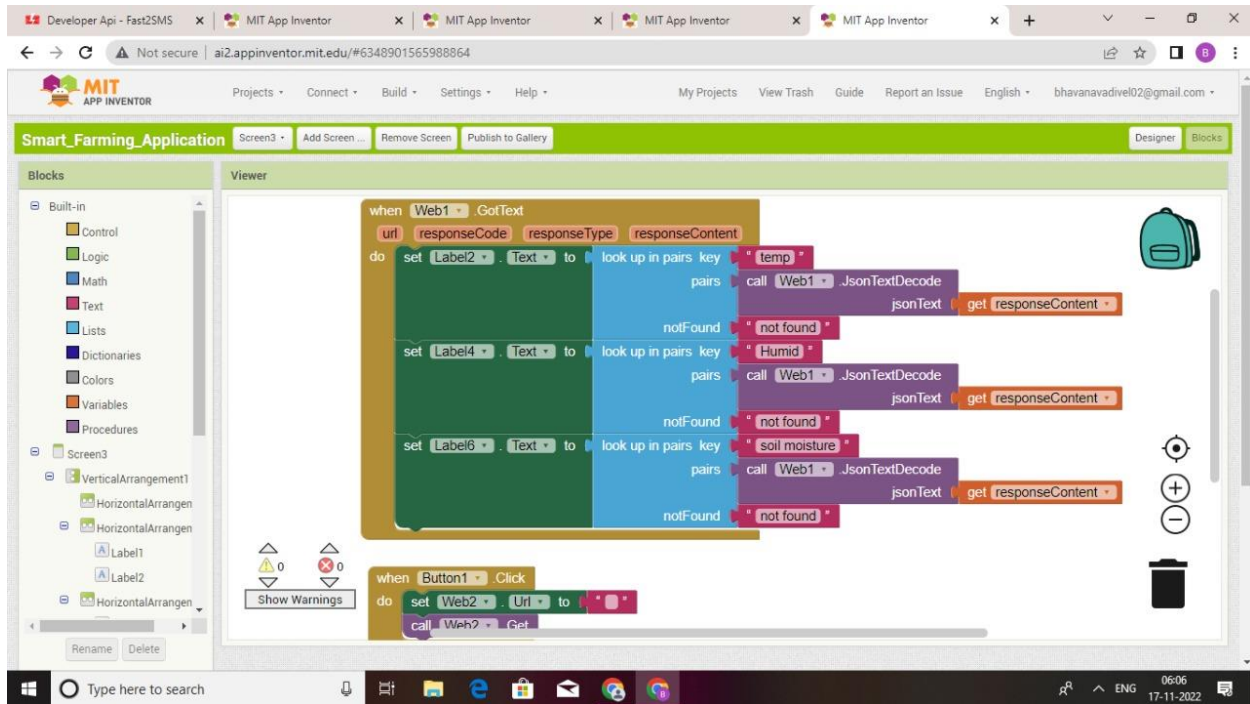 Developer Api - Fast2SMS MIT App Inventor MIT App Inventor MIT App Inventor MIT App Inventor
Not secure ai2.appinventor.mit.edu/#6348901565988864 B
MIT APP INVENTOR Projects Connect Build Settings Help My Projects View Trash Guide Report an Issue English bhavanavadivel02@gmail.com
Smart_Farming_Application Screen3 Add Screen ... Remove Screen Publish to Gallery Designer Blocks
Blocks Viewer
Built-in
Control
Logic
Math
Text
Lists
Dictionaries
Colors
Variables
Procedures
Screen3
VerticalArrangement1
HorizontalArrangen
HorizontalArrangen
A Label1
A Label2
HorizontalArrangen
Rename Delete
when Web1 .GotText
url responseCode responseType responseContent
do set Label2 . Text to look up in pairs key " temp "
pairs call Web1 .JsonTextDecode
jsonText get responseContent
notFound " not found "
set Label4 . Text to look up in pairs key " Humid "
pairs call Web1 .JsonTextDecode
jsonText get responseContent
notFound " not found "
set Label6 . Text to look up in pairs key " soil moisture "
pairs call Web1 .JsonTextDecode
jsonText get responseContent
notFound " not found "
0 0
Show Warnings
when Button1 .Click
do set Web2 . Url to " "
call Web2 . Get
Type here to search ENG 06:06
17-11-2022